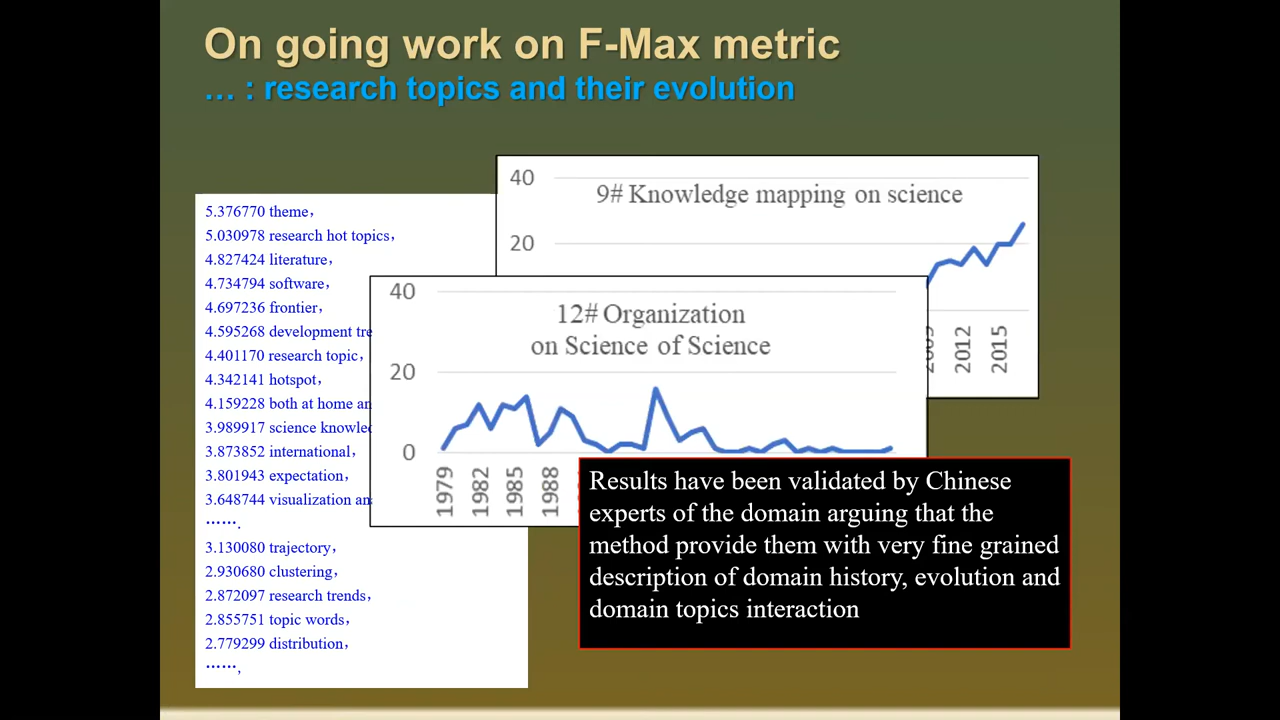 On going work on F-Max metric
… : research topics and their evolution
5.376770 theme，
5.030978 research hot topics，
4.827424 literature，
4.734794 software，
4.697236 frontier，
4.595268 development tre
4.401170 research topic，
4.342141 hotspot，
4.159228 both at home an
3.989917 science knowled
3.873852 international，
3.801943 expectation，
3.648744 visualization an
…….
3.130080 trajectory，
2.930680 clustering，
2.872097 research trends，
2.855751 topic words，
2.779299 distribution，
……,
40
9# Knowledge mapping on science
20
2012
2015
40
12# Organization
on Science of Science
20
0
1979
1982
1985
1988
Results have been validated by Chinese
experts of the domain arguing that the
method provide them with very fine grained
description of domain history, evolution and
domain topics interaction